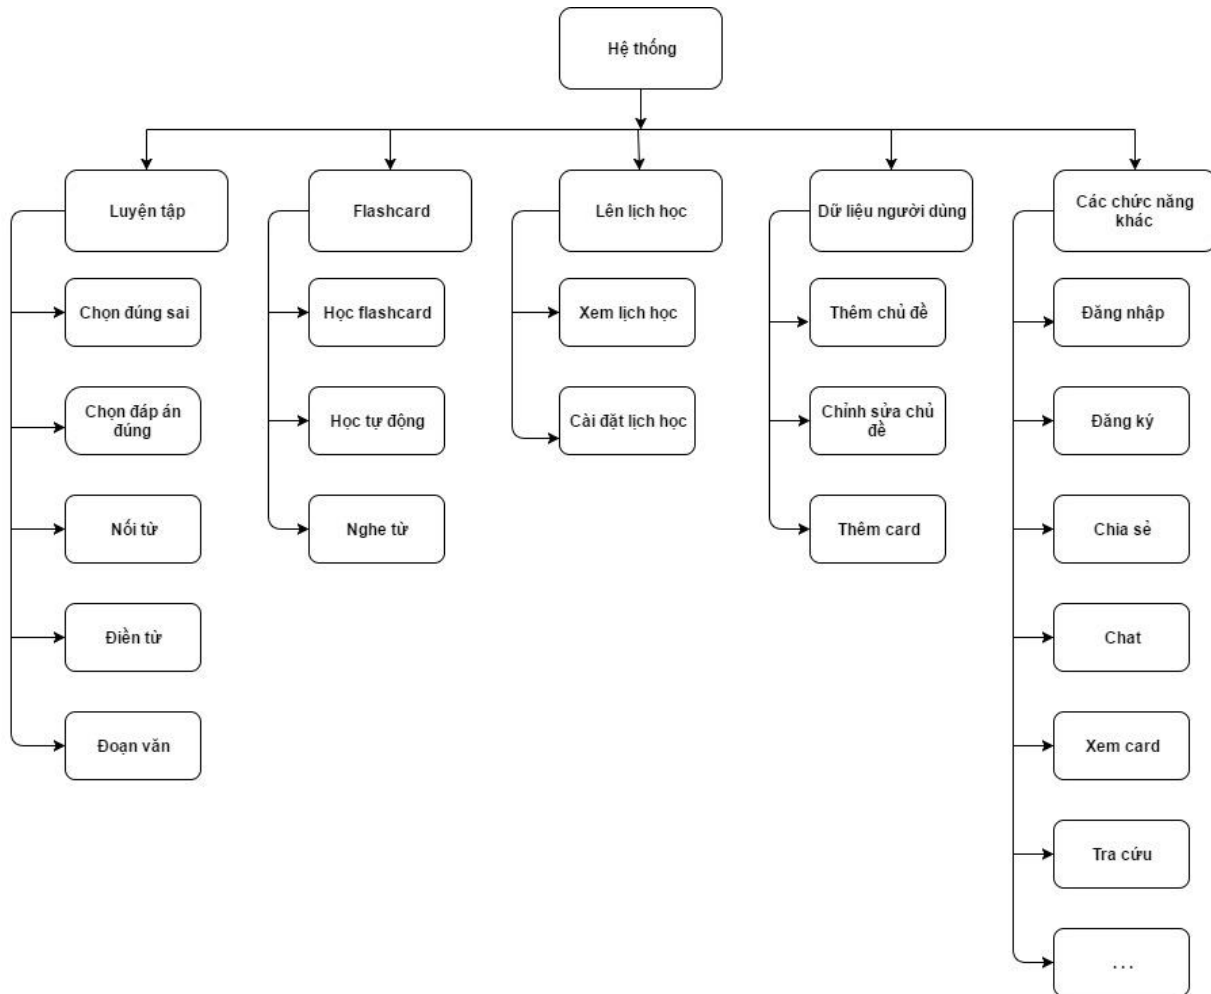 Hệ thống
Luyện tập
Flashcard
Lên lịch học
Dữ liệu người dùng
Các chức năng
khác
Chọn đúng sai
Học flashcard
Xem lịch học
Thêm chủ đề
Đăng nhập
Chọn đáp án
đúng
Học tự động
Cài đặt lịch học
Chỉnh sửa chủ
đề
Đăng ký
Nối từ
Nghe từ
Thêm card
Chia sẻ
Điền từ
Chat
Đoạn văn
Xem card
Tra cứu
...